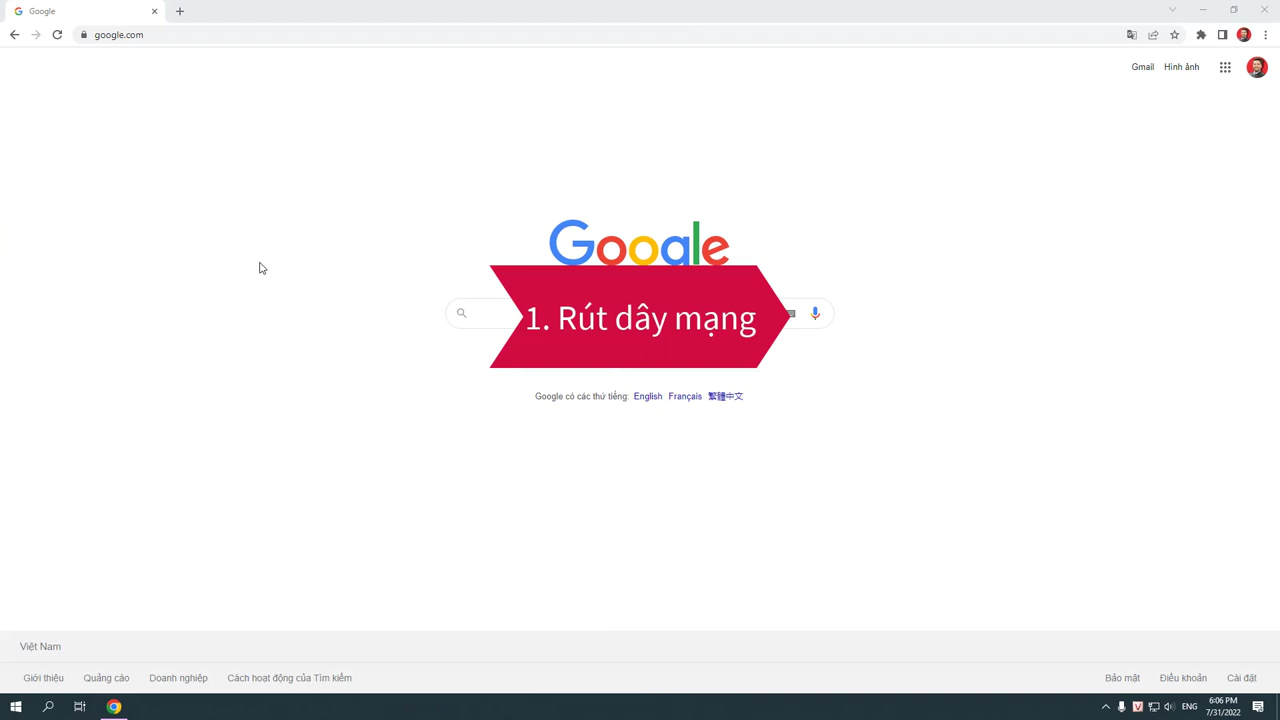 Google
google.com
Gmail Hình ảnh
Google
1. Rút dây mạng
Google có các thứ tiếng: English Français 繁體中文
Việt Nam
Giới thiệu Quảng cáo Doanh nghiệp Cách hoạt động của Tìm kiếm
Bảo mật Điều khoản Cài đặt
V ENG 6:06 PM
7/31/2022